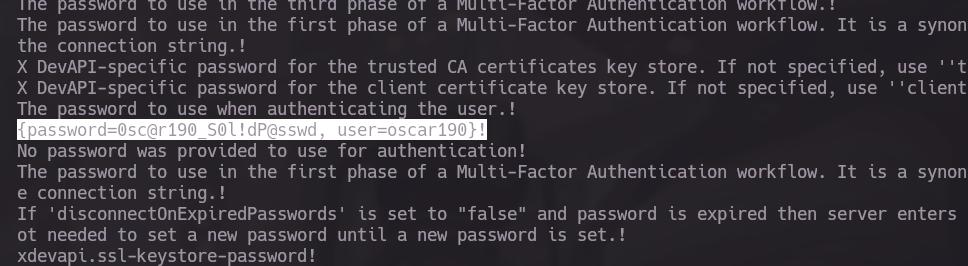 The password to use in the third phase of a Multi-Factor Authentication workflow.!
The password to use in the first phase of a Multi-Factor Authentication workflow. It is a synon
the connection string.!
X DevAPI-specific password for the trusted CA certificates key store. If not specified, use ''t
X DevAPI-specific password for the client certificate key store. If not specified, use ''client
The password to use when authenticating the user.!
{password=0sc@r190_S0l!dP@sswd, user=oscar190}!
No password was provided to use for authentication!
The password to use in the first phase of a Multi-Factor Authentication workflow. It is a synon
e connection string.!
If 'disconnectOnExpiredPasswords' is set to "false" and password is expired then server enters
ot needed to set a new password until a new password is set.!
xdevapi.ssl-keystore-password!